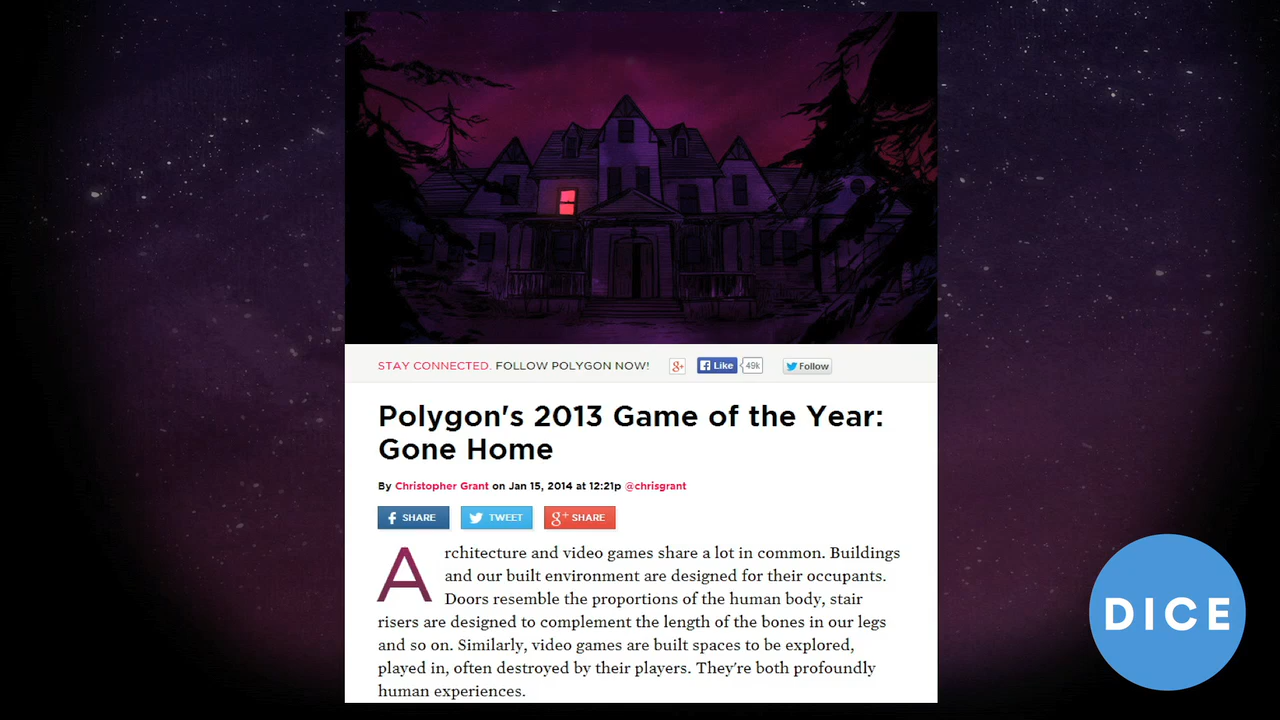 STAY CONNECTED. FOLLOW POLYGON NOW! g+ f Like 49k Follow
Polygon's 2013 Game of the Year:
Gone Home
By Christopher Grant on Jan 15, 2014 at 12:21p @chrisgrant
f SHARE TWEET g+ SHARE
Architecture and video games share a lot in common. Buildings
and our built environment are designed for their occupants.
Doors resemble the proportions of the human body, stair
risers are designed to complement the length of the bones in our legs
and so on. Similarly, video games are built spaces to be explored,
played in, often destroyed by their players. They're both profoundly
human experiences.
DICE